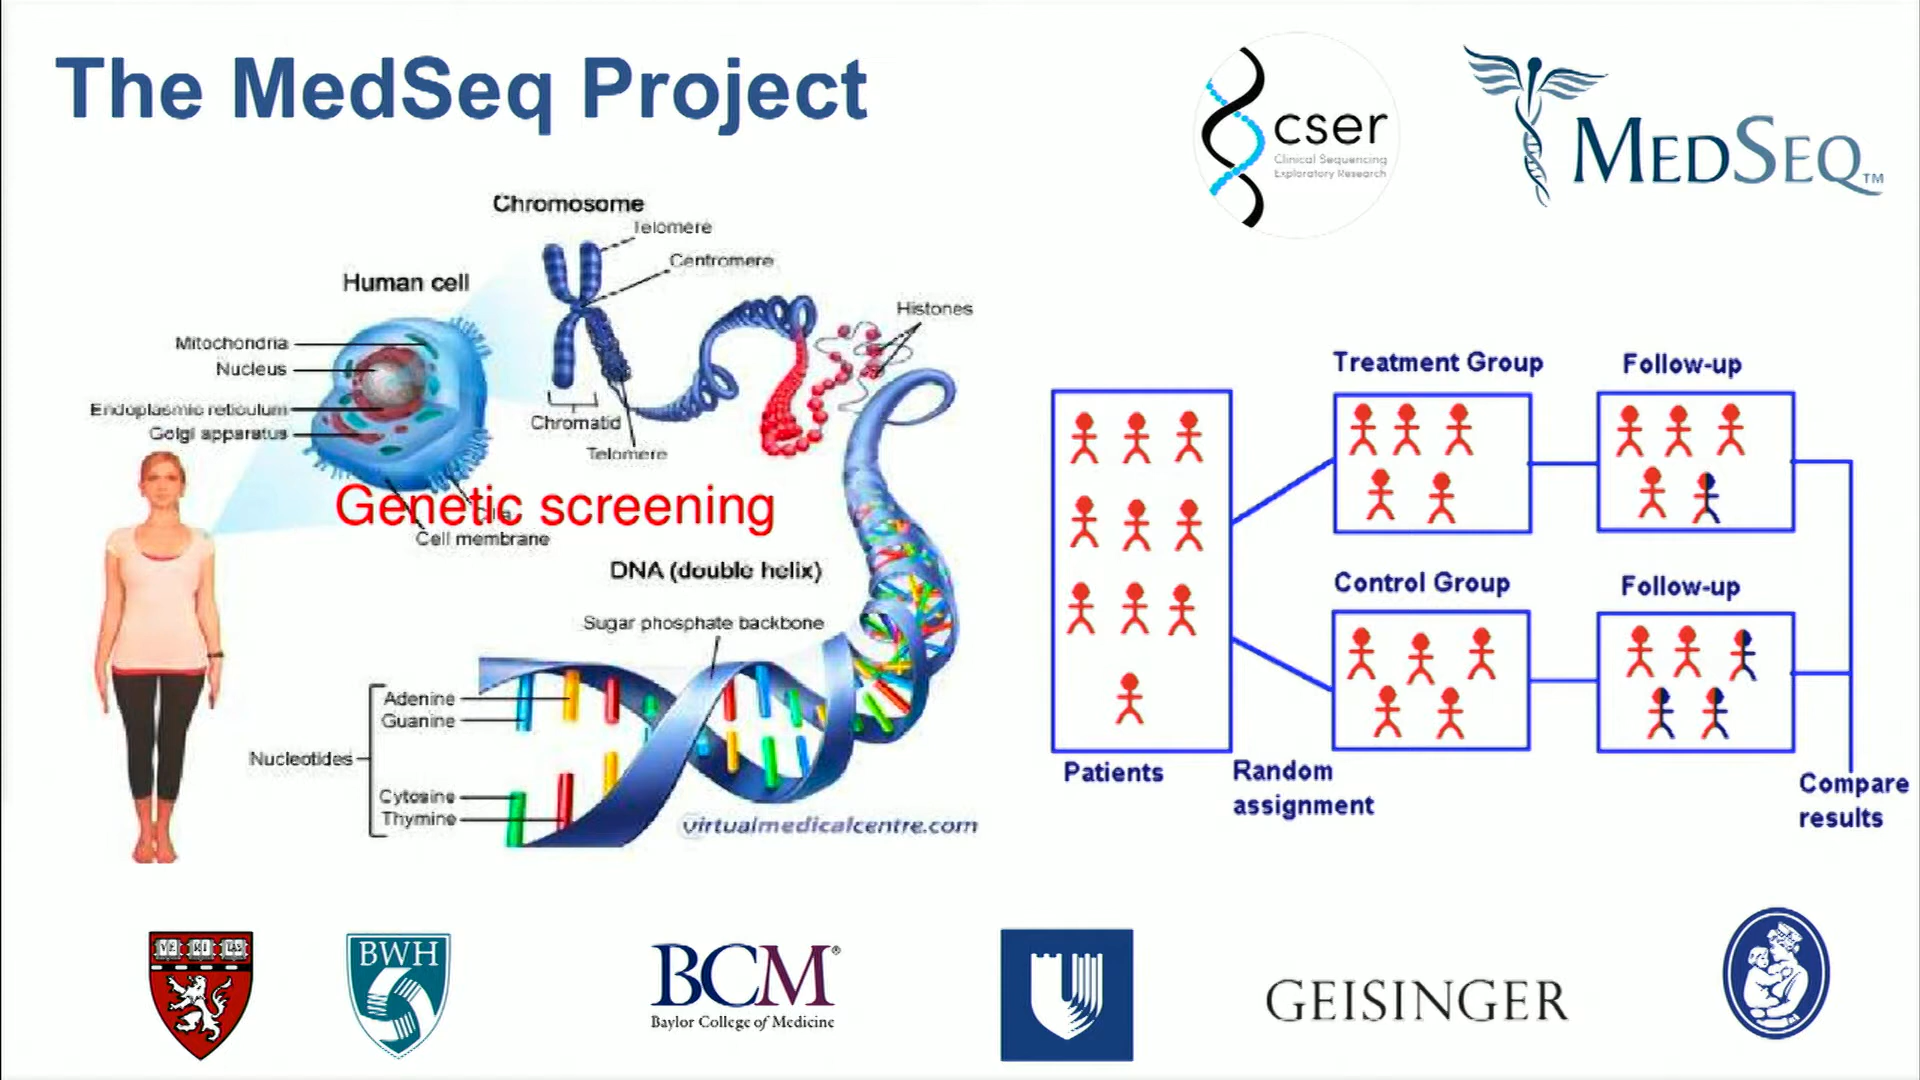 The MedSeq Project
cser
Clinical Sequencing
Exploratory Research
MEDSEQ™
Chromosome
Telomere
Centromere
Human cell
Histones
Mitochondria
Nucleus
Endoplasmic reticulum
Golgi apparatus
Chromatid
Telomere
Genetic screening
Cell membrane
DNA (double helix)
Sugar phosphate backbone
Adenine
Guanine
Nucleotides
Cytosine
Thymine
virtualmedicalcentre.com
Treatment Group
Follow-up
Control Group
Follow-up
Patients
Random
assignment
Compare
results
VE RI TAS
BWH
BCM®
Baylor College of Medicine
GEISINGER